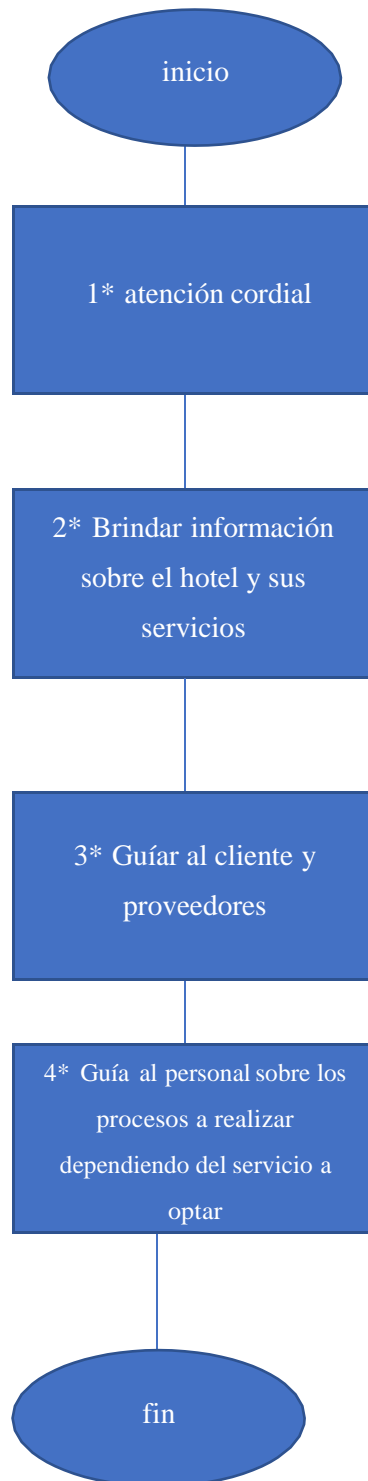 inicio
1* atención cordial
2* Brindar información
sobre el hotel y sus
servicios
3* Guíar al cliente y
proveedores
4* Guía al personal sobre los
procesos a realizar
dependiendo del servicio a
optar
fin